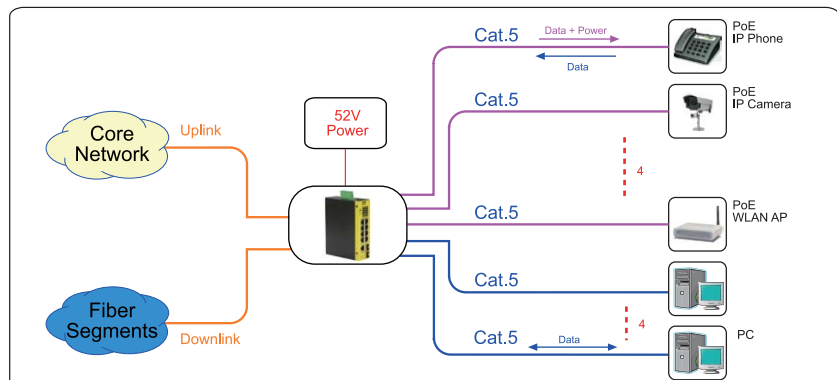 Cat.5
Data + Power
Data
PoE
IP Phone
Cat.5
PoE
IP Camera
52V
Power
Core
Network
Uplink
4
Cat.5
PoE
WLAN AP
Cat.5
Fiber
Segments
Downlink
4
Cat.5
Data
PC